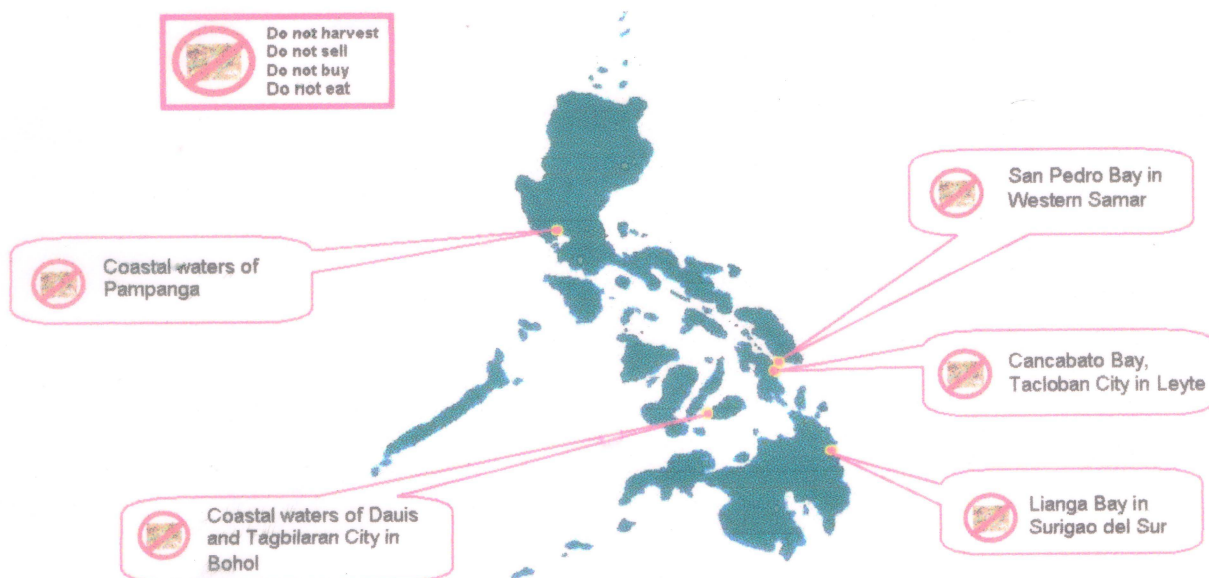 Do not harvest
Do not sell
Do not buy
Do not eat
San Pedro Bay in
Western Samar
Coastal waters of
Pampanga
Cancabato Bay,
Tacloban City in Leyte
Coastal waters of Dauis
and Tagbilaran City in
Bohol
Lianga Bay in
Surigao del Sur